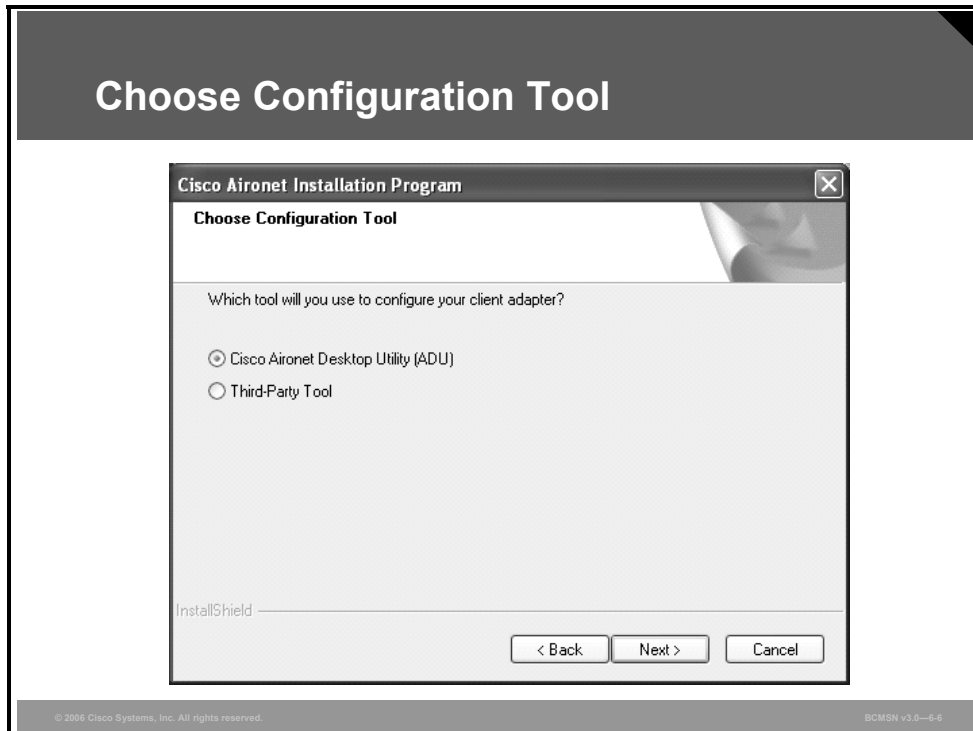 Choose Configuration Tool
Cisco Aironet Installation Program
Choose Configuration Tool
Which tool will you use to configure your client adapter?
Cisco Aironet Desktop Utility (ADU)
Third-Party Tool
InstallShield
< Back Next > Cancel
© 2006 Cisco Systems, Inc. All rights reserved. BCMSN v3.0—6-6